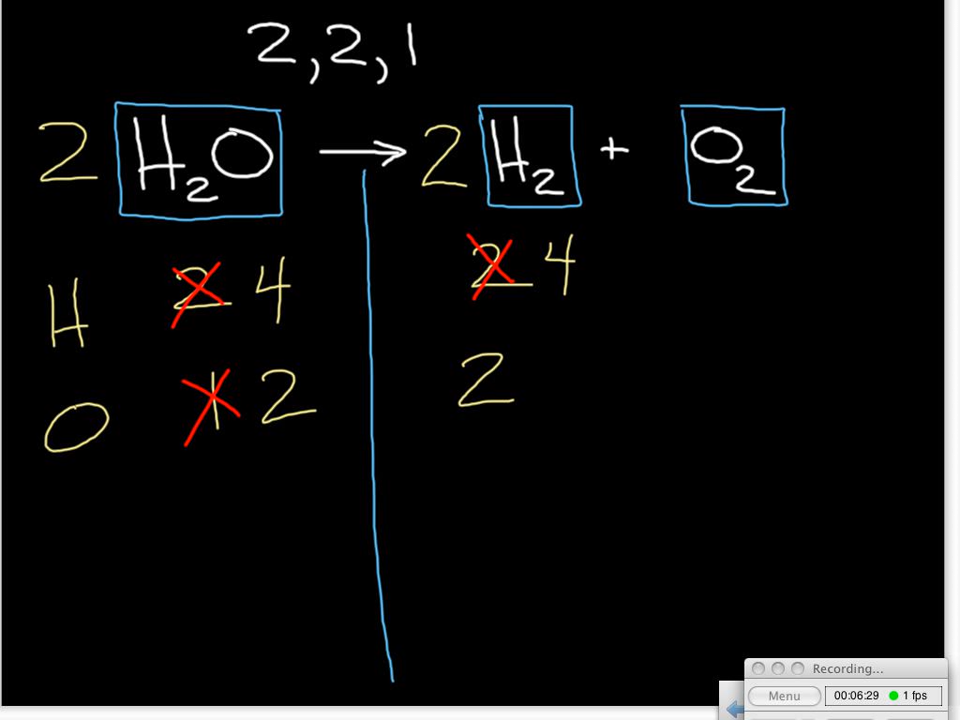 2,2,1
2 H₂O → 2 H₂ + O₂
H 2 4 2 4
O 1 2 2
Recording...
Menu 00:06:29 1 fps